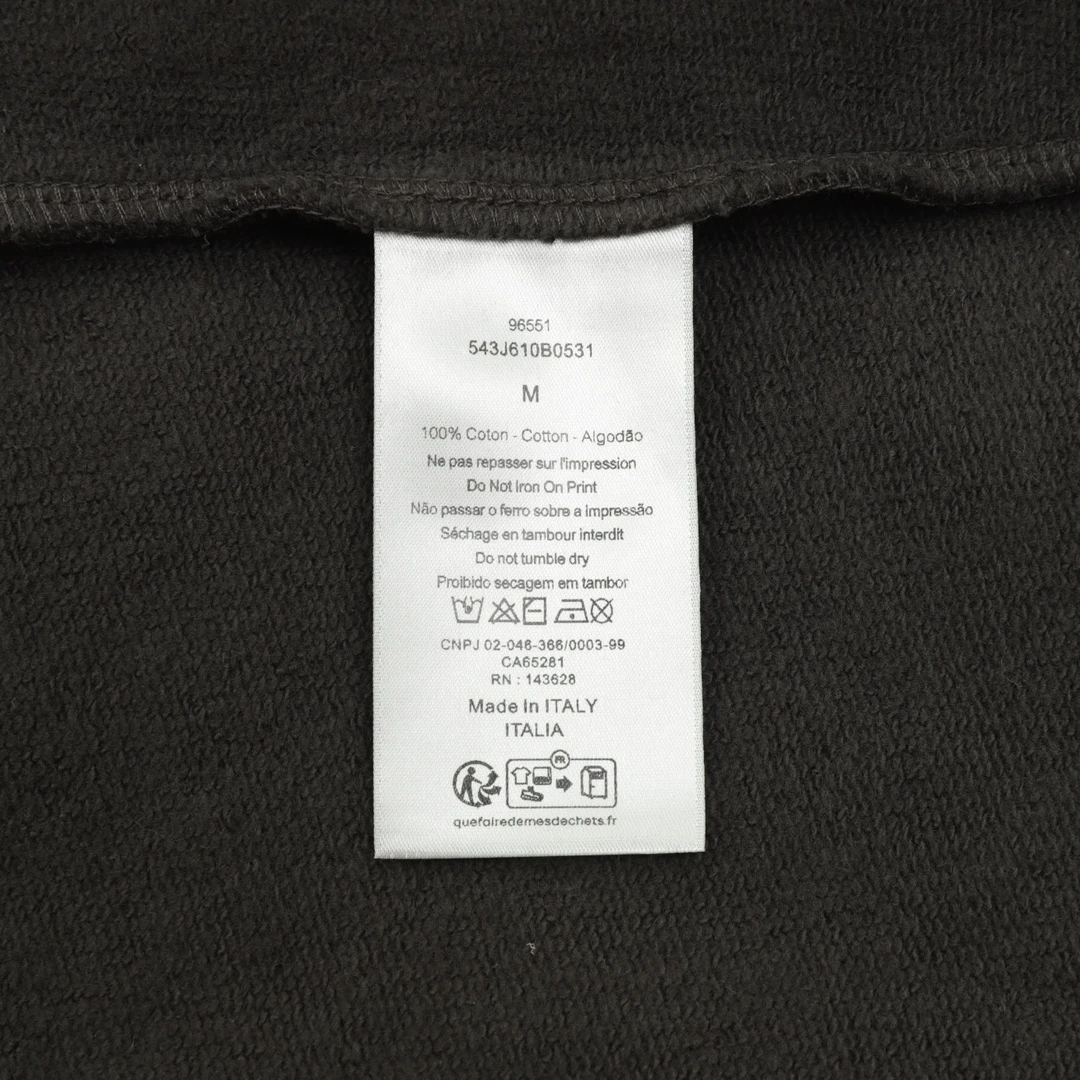 96551
543J610B0531
M
100% Coton - Cotton - Algodão
Ne pas repasser sur l'impression
Do Not Iron On Print
Não passar o ferro sobre a impressão
Séchage en tambour interdit
Do not tumble dry
Proibido secagem em tambor
CNPJ 02-046-366/0003-99
CA65281
RN : 143628
Made In ITALY
ITALIA
FR
quefairedemesdechets.fr